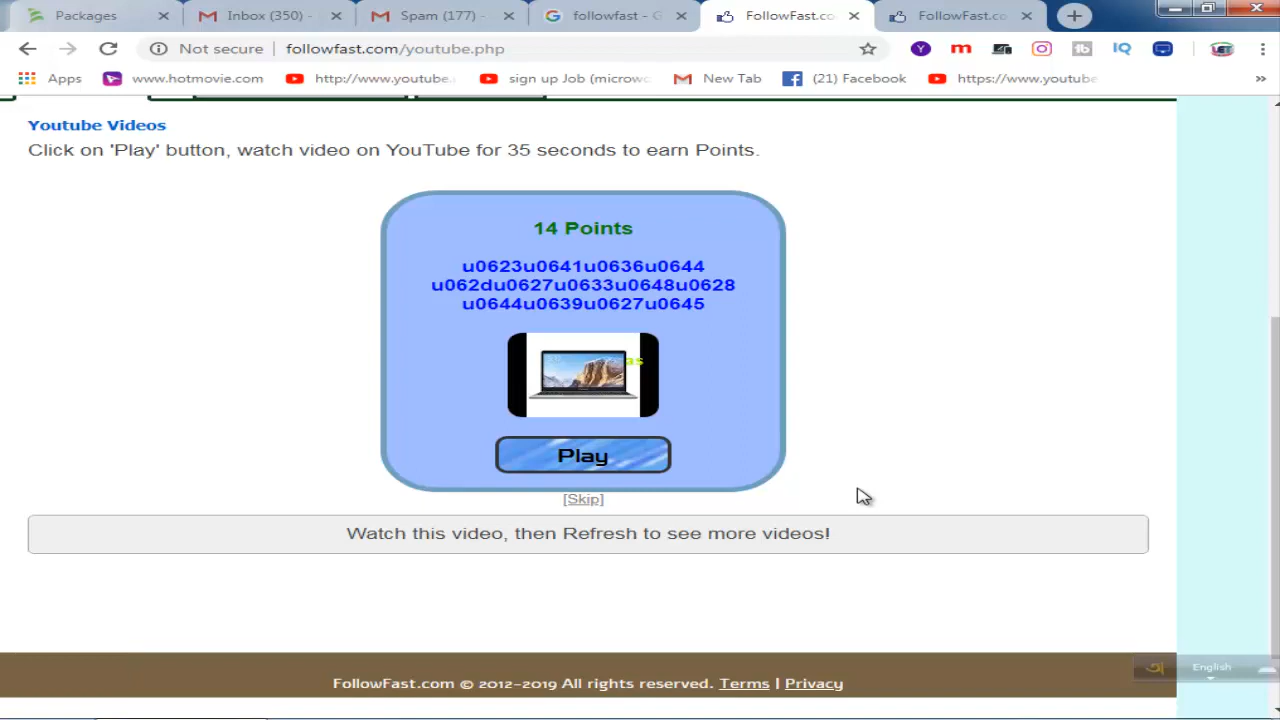 Packages
Inbox (350) -
Spam (177) -
followfast - G
FollowFast.co
FollowFast.co
Not secure
followfast.com/youtube.php
Apps
www.hotmovie.com
http://www.youtube.
sign up Job (microwo
New Tab
(21) Facebook
https://www.youtube
Youtube Videos
Click on 'Play' button, watch video on YouTube for 35 seconds to earn Points.
14 Points
u0623u0641u0636u0644
u062du0627u0633u0648u0628
u0644u0639u0627u0645
as
Play
[Skip]
Watch this video, then Refresh to see more videos!
English
FollowFast.com © 2012-2019 All rights reserved. Terms | Privacy